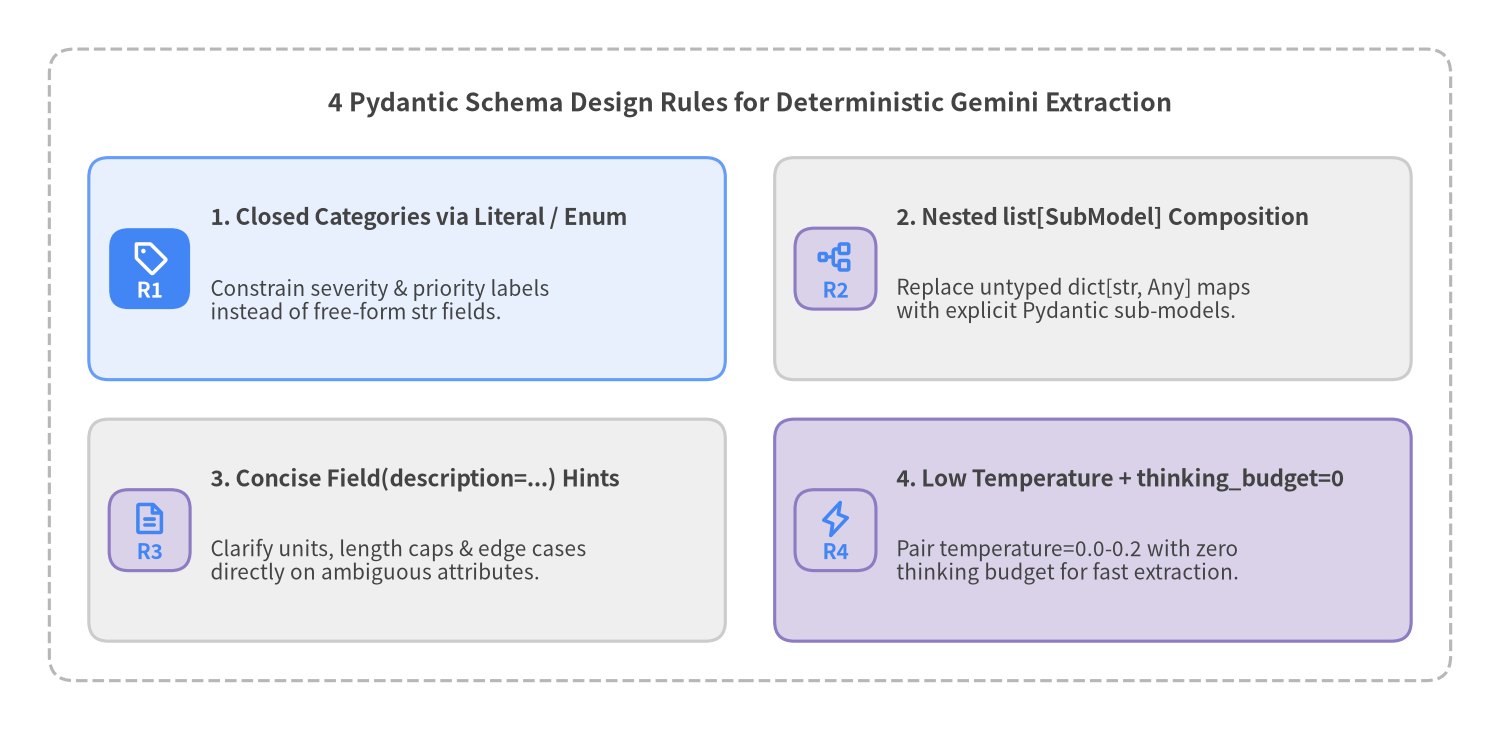 4 Pydantic Schema Design Rules for Deterministic Gemini Extraction
1. Closed Categories via Literal / Enum
R1
Constrain severity & priority labels
instead of free-form str fields.
2. Nested list[SubModel] Composition
R2
Replace untyped dict[str, Any] maps
with explicit Pydantic sub-models.
3. Concise Field(description=...) Hints
R3
Clarify units, length caps & edge cases
directly on ambiguous attributes.
4. Low Temperature + thinking_budget=0
R4
Pair temperature=0.0-0.2 with zero
thinking budget for fast extraction.